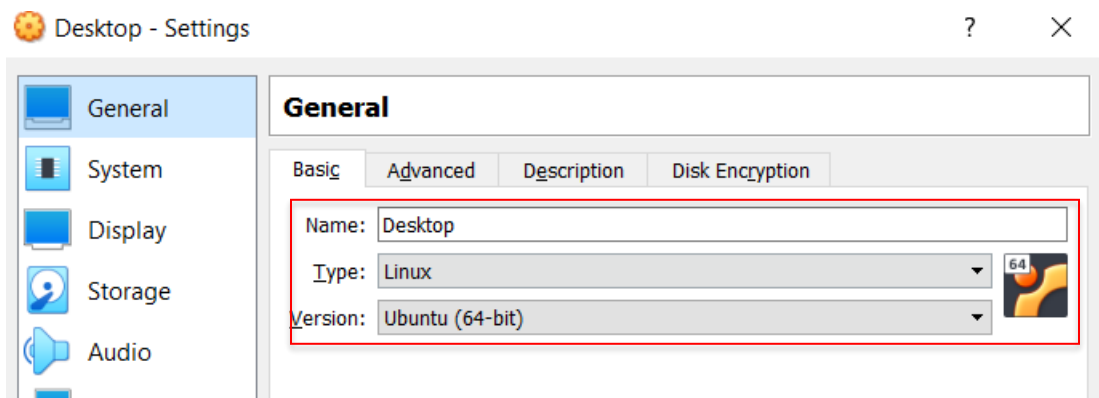 Desktop - Settings ? ×
General
System
Display
Storage
Audio
General
Basic Advanced Description Disk Encryption
Name: Desktop
Type: Linux
64
Version: Ubuntu (64-bit)